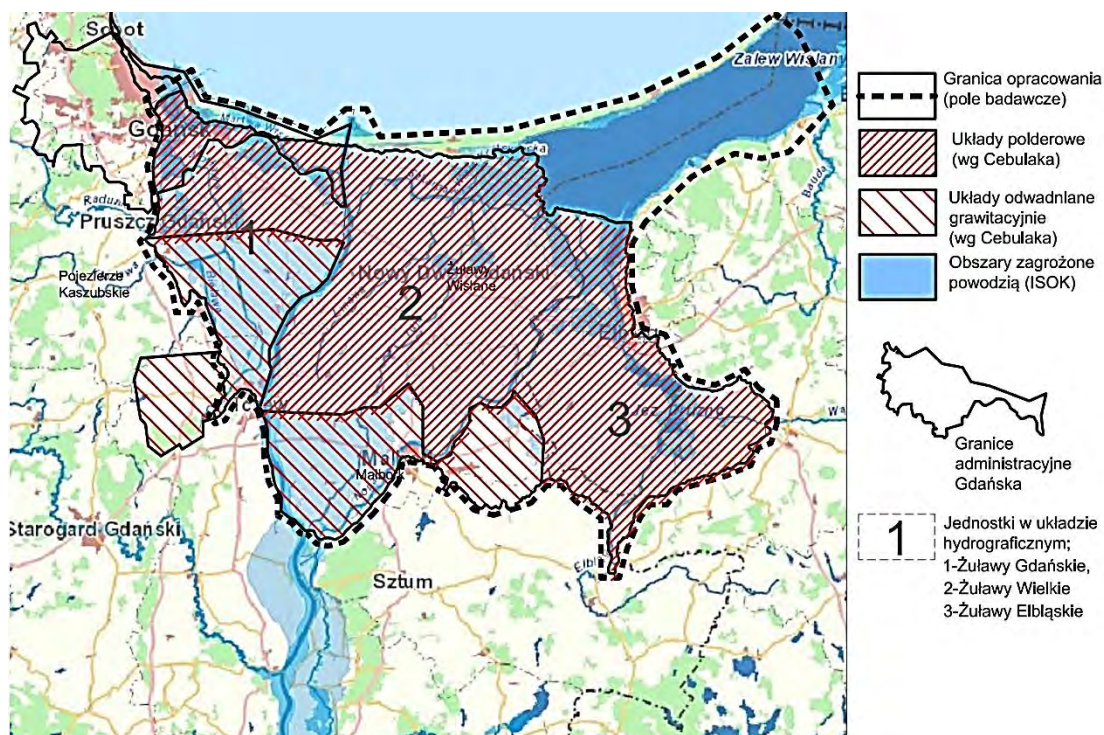 Sopot
Zalew Wiślany
Gdańsk
Pruszcz Gdański
1
Pojezierze
Kaszubskie
Nowy Dwór Gdański
Żuławy
Wiślane
2
Bauda
3
Jez. Druzno
Malbork
Starogard Gdański
Sztum
Granica opracowania
(pole badawcze)
Układy polderowe
(wg Cebulaka)
Układy odwadnlane
grawitacyjnie
(wg Cebulaka)
Obszary zagrożone
powodzią (ISOK)
Granice
administracyjne
Gdańska
1
Jednostki w układzie
hydrograficznym;
1-Żuławy Gdańskie,
2-Żuławy Wielkie
3-Żuławy Elbląskie